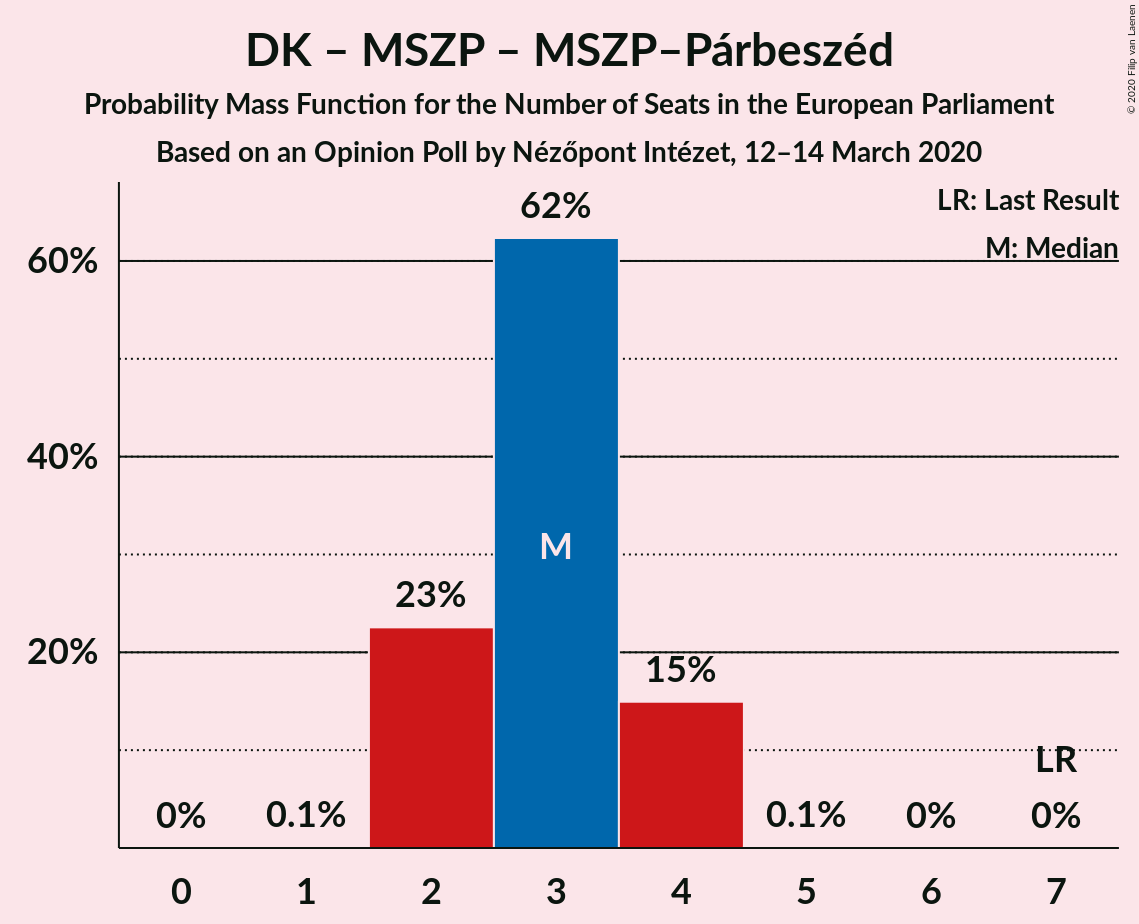 DK – MSZP – MSZP–Párbeszéd
Probability Mass Function for the Number of Seats in the European Parliament
Based on an Opinion Poll by Nézőpont Intézet, 12–14 March 2020
© 2020 Filip van Laenen
LR: Last Result
M: Median
62%
60%
40%
M
23%
20%
15%
LR
0% 0.1% 0.1% 0% 0%
0 1 2 3 4 5 6 7